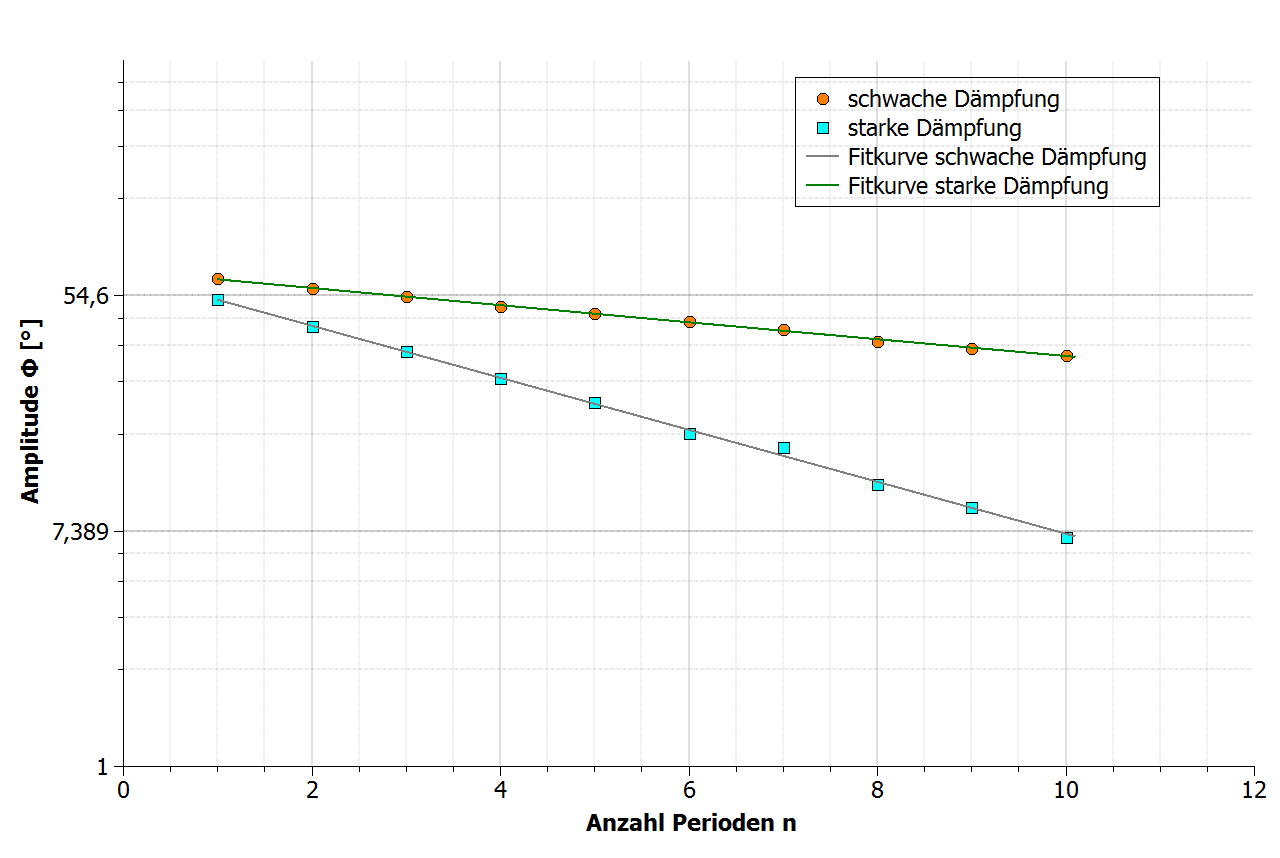 schwache Dämpfung
starke Dämpfung
Fitkurve schwache Dämpfung
Fitkurve starke Dämpfung
54,6
7,389
1
Amplitude Φ [°]
0 2 4 6 8 10 12
Anzahl Perioden n